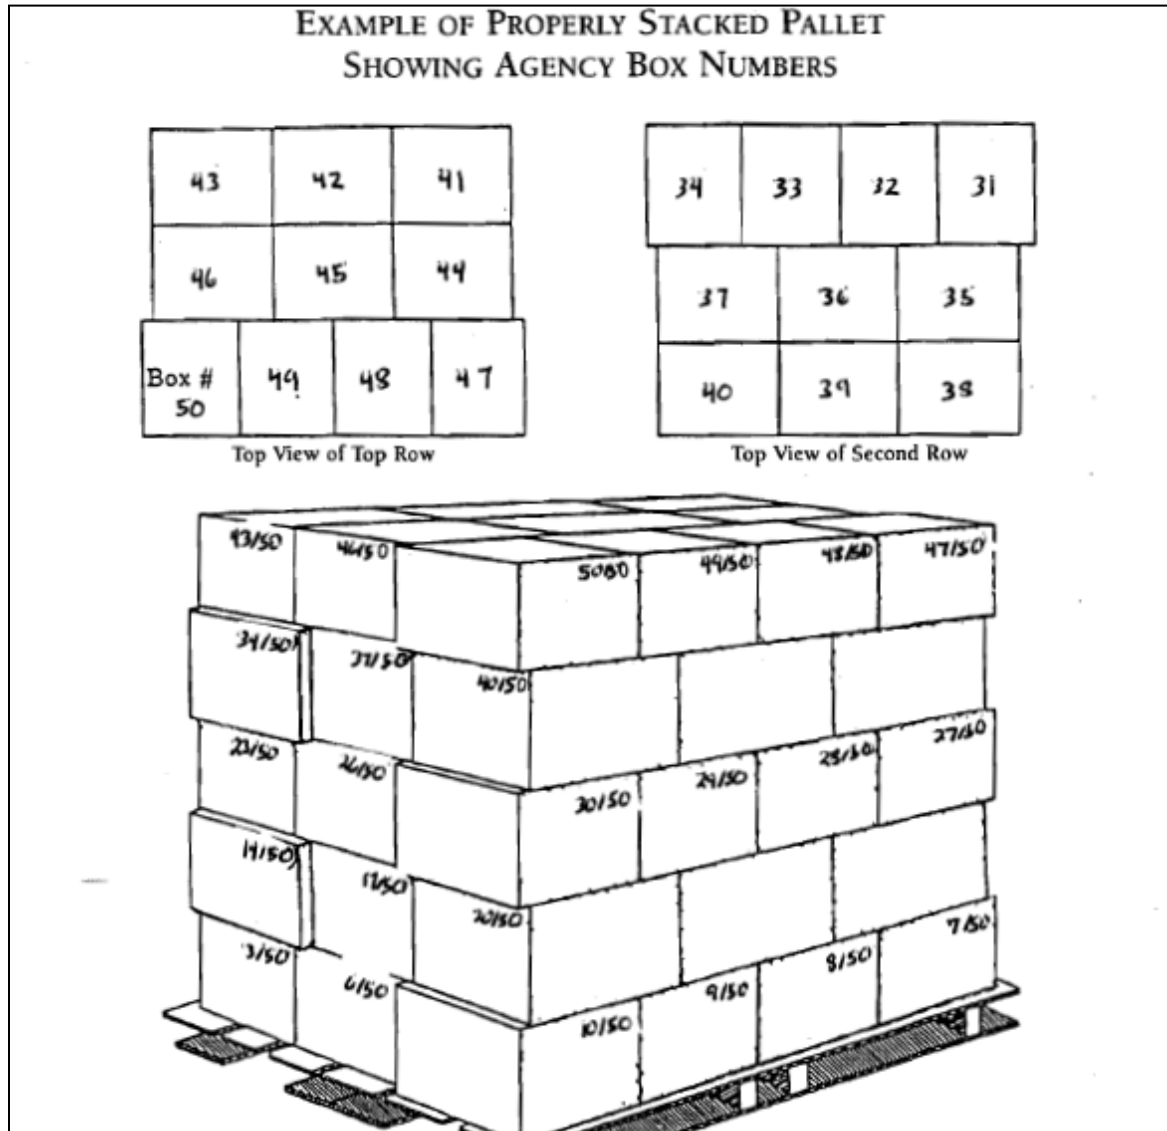 EXAMPLE OF PROPERLY STACKED PALLET
SHOWING AGENCY BOX NUMBERS
43 42 41
46 45 44
Box # 49 48 47
50
Top View of Top Row
34 33 32 31
37 36 35
40 39 38
Top View of Second Row
43/50 46/50 50/50 49/50 48/50 47/50
34/50 37/50 40/50
23/50 26/50 30/50 29/50 28/50 27/50
14/50 17/50 20/50
3/50 6/50 10/50 9/50 8/50 7/50